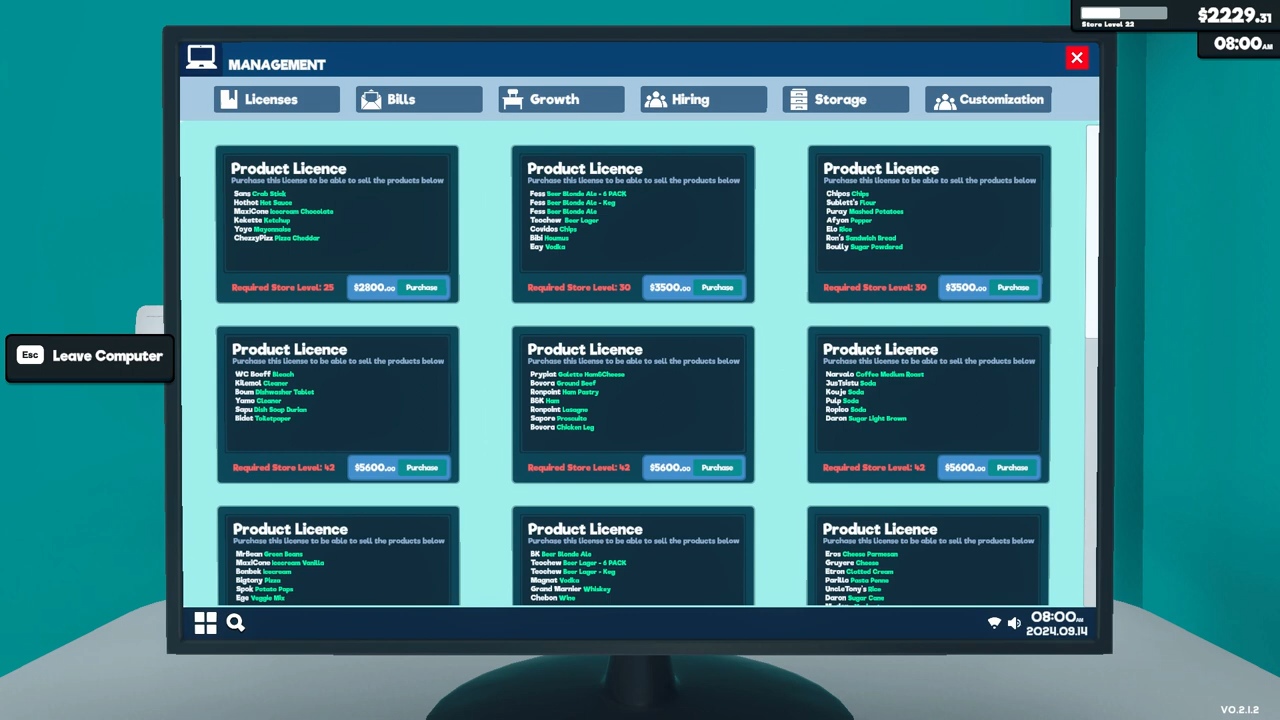 $2229.31
Store Level 22
08:00AM
MANAGEMENT
Licenses
Bills
Growth
Hiring
Storage
Customization
Product Licence
Purchase this license to be able to sell the products below
Sans Crab Stick
Hothot Hot Sauce
MaxiCone Icecream Chocolate
Kekette Ketchup
Yoyo Mayonnaise
ChezzyPizz Pizza Cheddar
Required Store Level: 25
$2800.00
Purchase
Product Licence
Purchase this license to be able to sell the products below
Fess Beer Blonde Ale - 6 PACK
Fess Beer Blonde Ale - Keg
Fess Beer Blonde Ale
Teochew Beer Lager
Covidos Chips
Bibi Houmus
Eay Vodka
Required Store Level: 30
$3500.00
Purchase
Product Licence
Purchase this license to be able to sell the products below
Chipos Chips
Sublett's Flour
Puray Mashed Potatoes
Afyon Pepper
Elo Rice
Ron's Sandwich Bread
Boully Sugar Powdered
Required Store Level: 30
$3500.00
Purchase
Product Licence
Purchase this license to be able to sell the products below
WC Boeff Bleach
Kilemol Cleaner
Boum Dishwasher Tablet
Yamo Cleaner
Sapu Dish Soap Durian
Bidet Toiletpaper
Required Store Level: 42
$5600.00
Purchase
Product Licence
Purchase this license to be able to sell the products below
Prypiat Galette Ham&Cheese
Bovora Ground Beef
Ronpoint Ham Pastry
B&K Ham
Ronpoint Lasagne
Sapore Proscuito
Bovora Chicken Leg
Required Store Level: 42
$5600.00
Purchase
Product Licence
Purchase this license to be able to sell the products below
Narvalo Coffee Medium Roast
JusTsistu Soda
Kouje Soda
Pulp Soda
Ropico Soda
Daron Sugar Light Brown
Required Store Level: 42
$5600.00
Purchase
Product Licence
Purchase this license to be able to sell the products below
MrBean Green Beans
MaxiCone Icecream Vanilla
Bonbek Icecream
Bigtony Pizza
Spok Potato Pops
Ege Veggie Mix
Product Licence
Purchase this license to be able to sell the products below
BK Beer Blonde Ale
Teochew Beer Lager - 6 PACK
Teochew Beer Lager - Keg
Magnat Vodka
Grand Marnier Whiskey
Chebon Wine
Product Licence
Purchase this license to be able to sell the products below
Eros Cheese Parmesan
Gruyere Cheese
Etron Clotted Cream
Parilla Pasta Penne
UncleTony's Rice
Daron Sugar Cane
Esc
Leave Computer
08:00AM
2024.09.14
V0.2.1.2